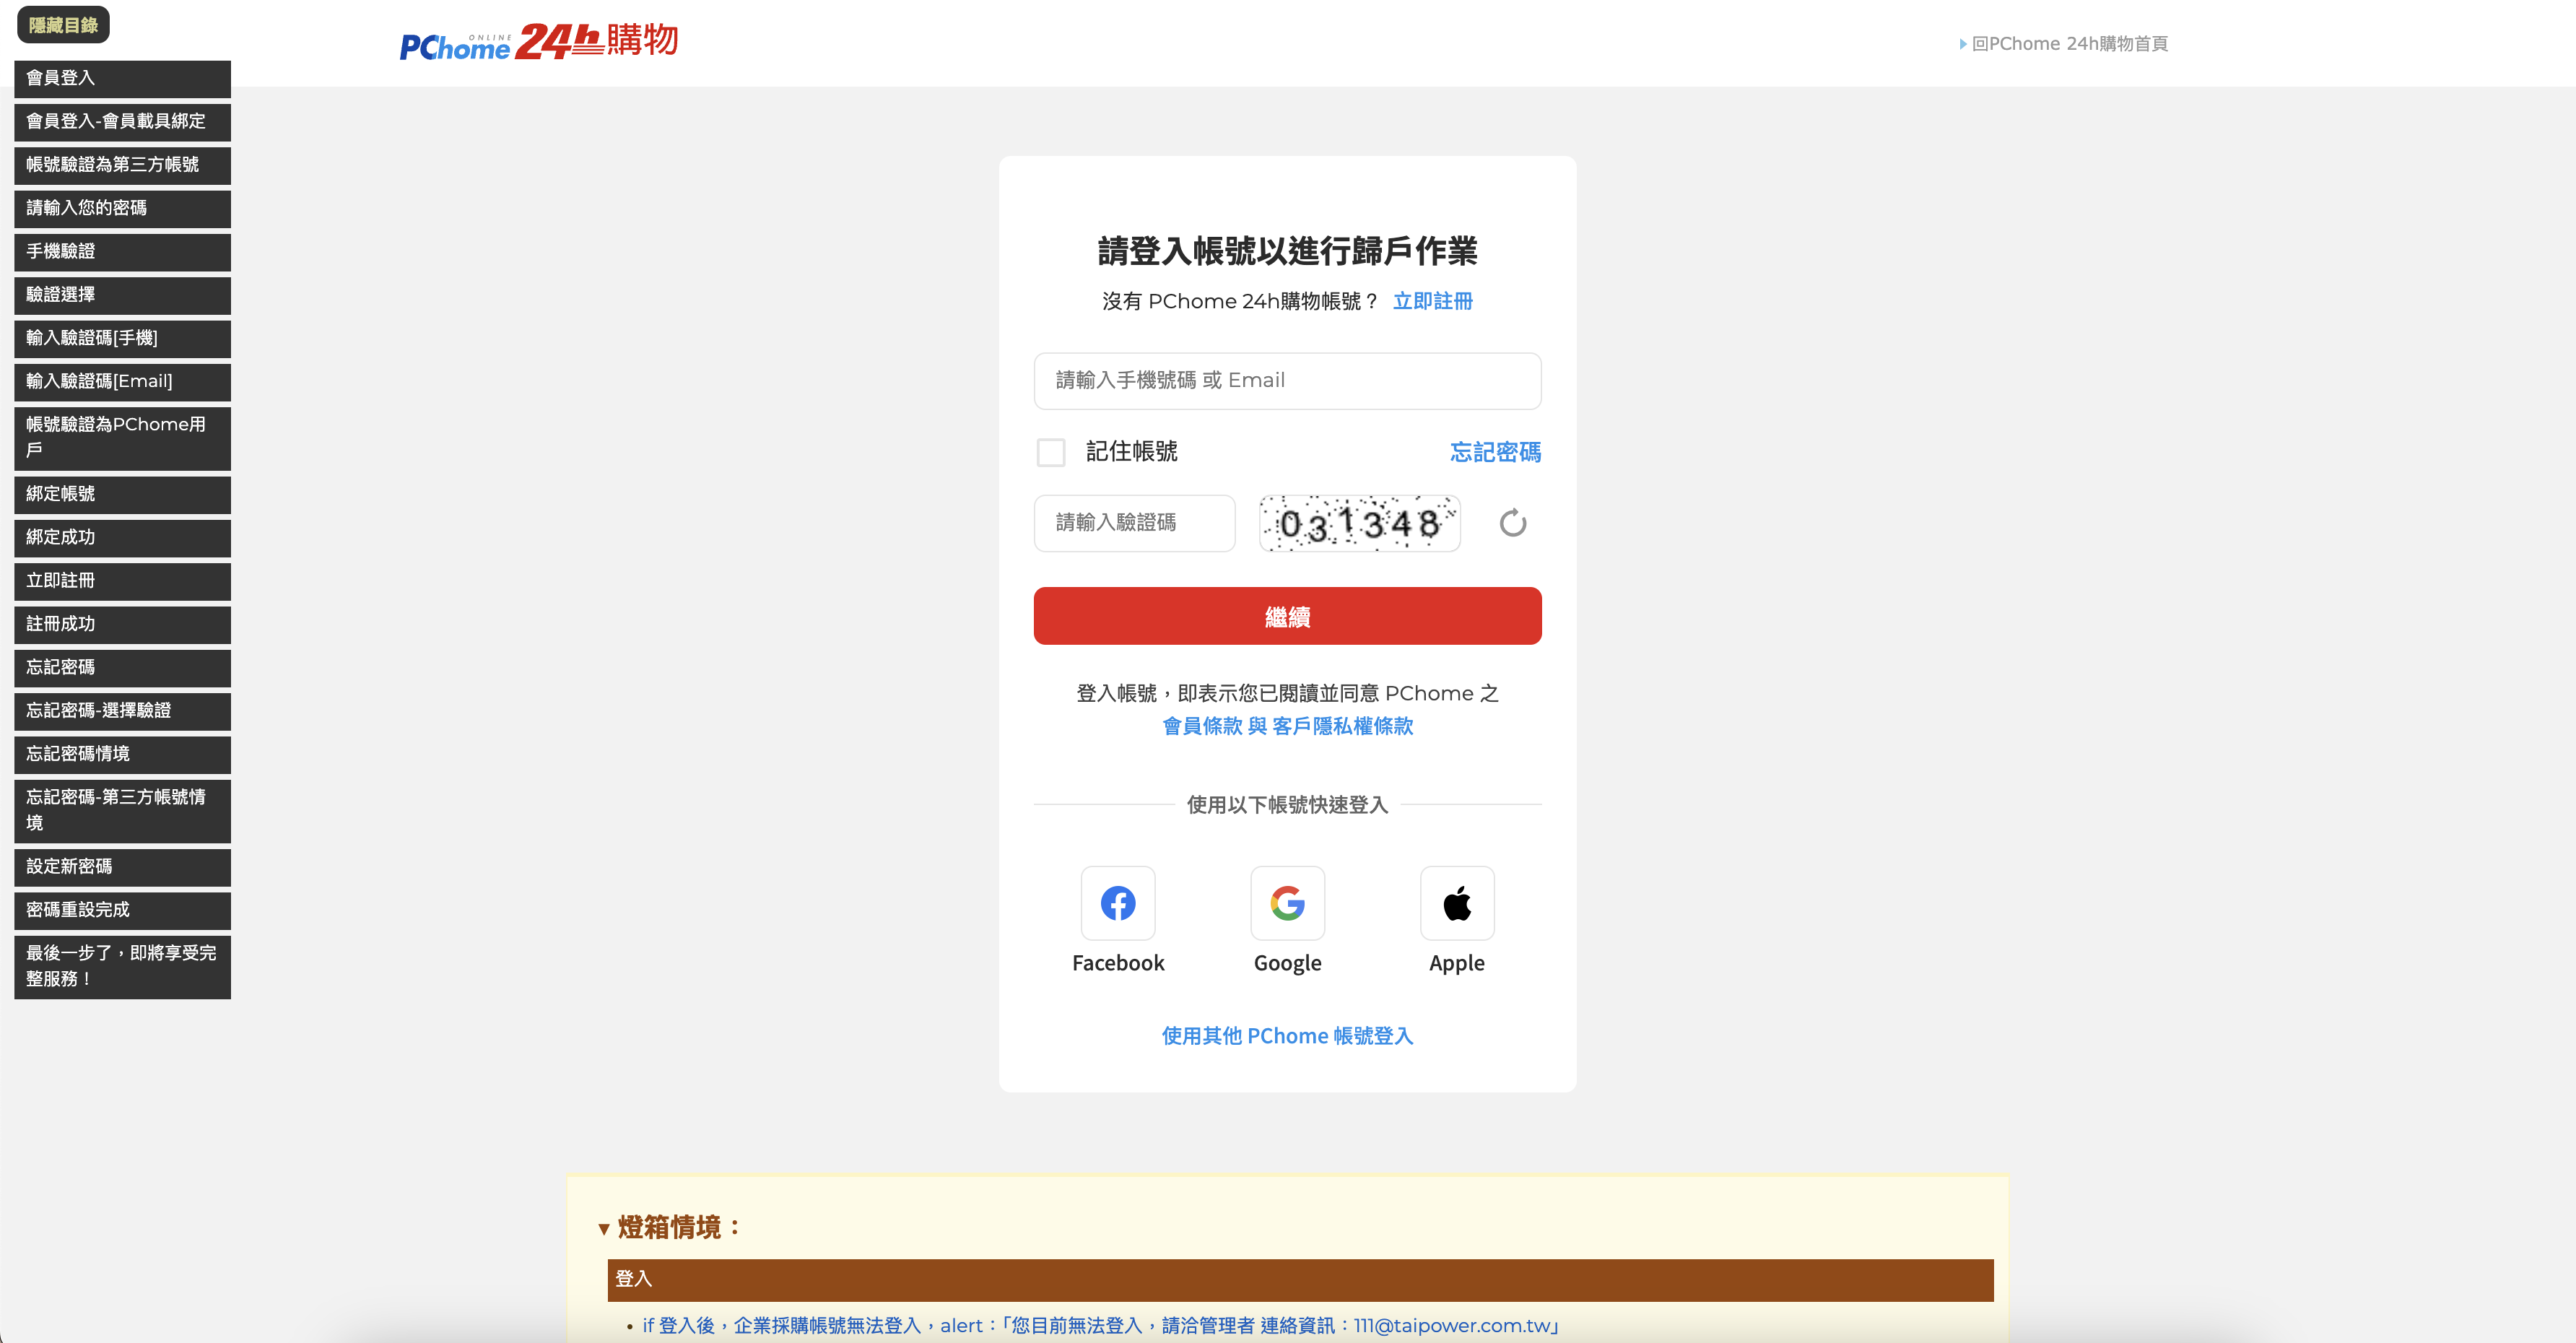 隱藏目錄
會員登入
會員登入-會員載具綁定
帳號驗證為第三方帳號
請輸入您的密碼
手機驗證
驗證選擇
輸入驗證碼[手機]
輸入驗證碼[Email]
帳號驗證為PChome用
戶
綁定帳號
綁定成功
立即註冊
註冊成功
忘記密碼
忘記密碼-選擇驗證
忘記密碼情境
忘記密碼-第三方帳號情
境
設定新密碼
密碼重設完成
最後一步了，即將享受完
整服務！
PChome ONLINE 24h購物
回PChome 24h購物首頁
請登入帳號以進行歸戶作業
沒有 PChome 24h購物帳號？ 立即註冊
請輸入手機號碼 或 Email
記住帳號 忘記密碼
請輸入驗證碼 031348
繼續
登入帳號，即表示您已閱讀並同意 PChome 之
會員條款 與 客戶隱私權條款
使用以下帳號快速登入
Facebook Google Apple
使用其他 PChome 帳號登入
▼ 燈箱情境：
登入
• if 登入後，企業採購帳號無法登入，alert：「您目前無法登入，請洽管理者 連絡資訊：111@taipower.com.tw」